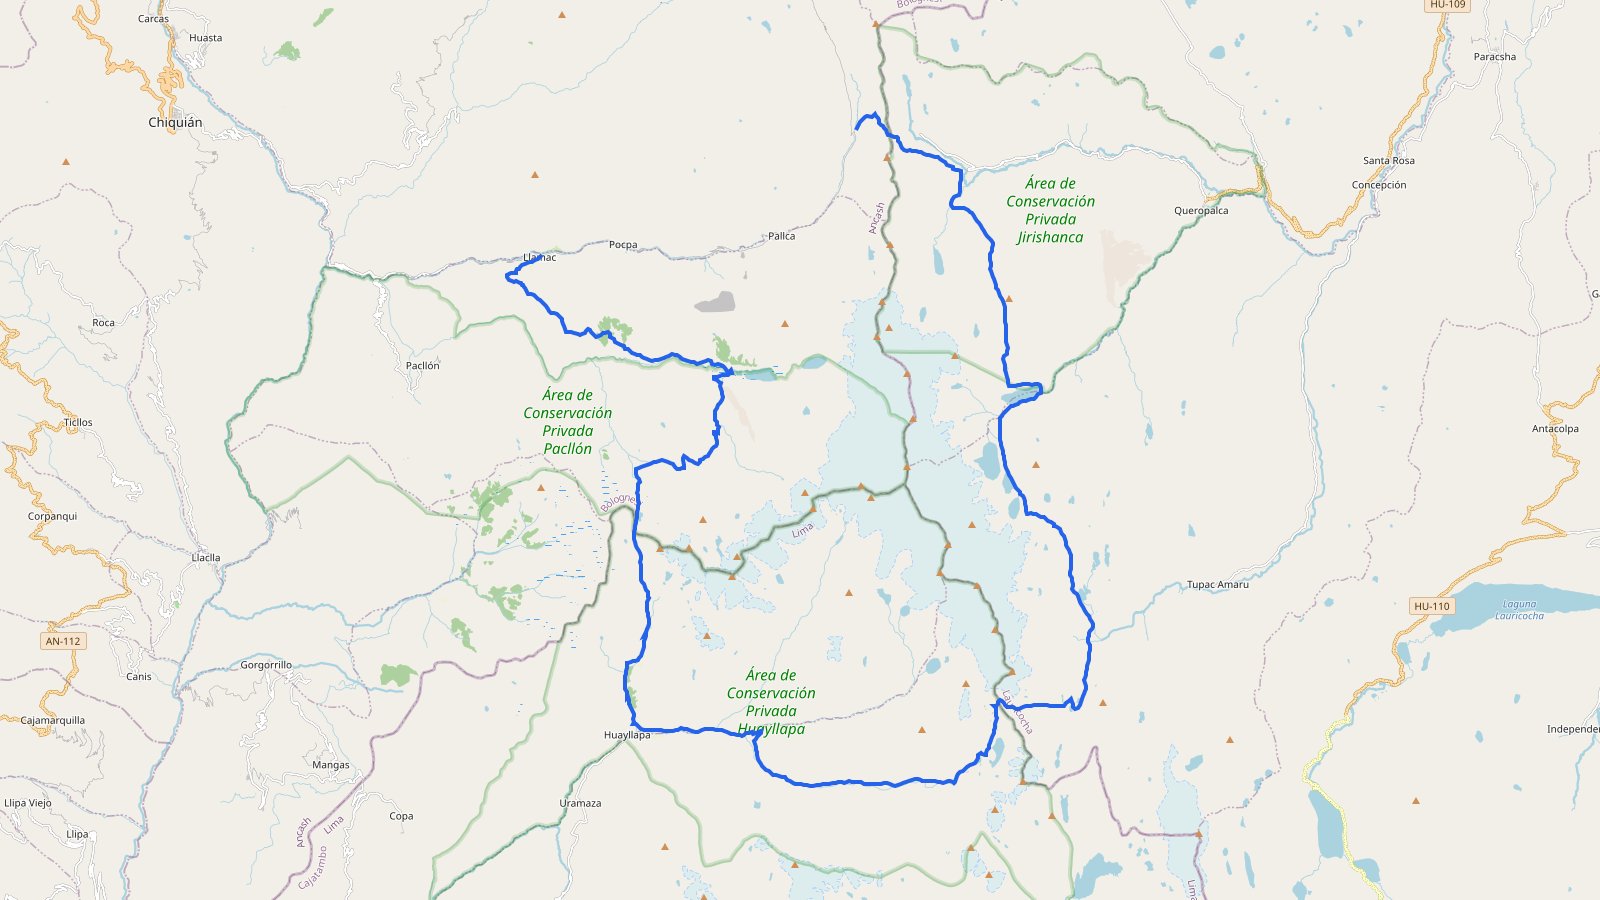 Carcas
Huasta
Chiquián
HU-109
Paracsha
Santa Rosa
Concepción
Queropalca
Área de
Conservación
Privada
Jirishanca
Ancash
Pallca
Pocpa
Llamac
Roca
Pacllón
Área de
Conservación
Privada
Pacllón
Ticllos
Antacolpa
Corpanqui
Llaclla
Lima
Tupac Amaru
HU-110
Laguna
Lauricocha
AN-112
Gorgorrillo
Canis
Cajamarquilla
Área de
Conservación
Privada
Huayllapa
Lauricocha
Huayllapa
Mangas
Llipa Viejo
Uramaza
Copa
Llipa
Ancash
Lima
Cajatambo
Lima